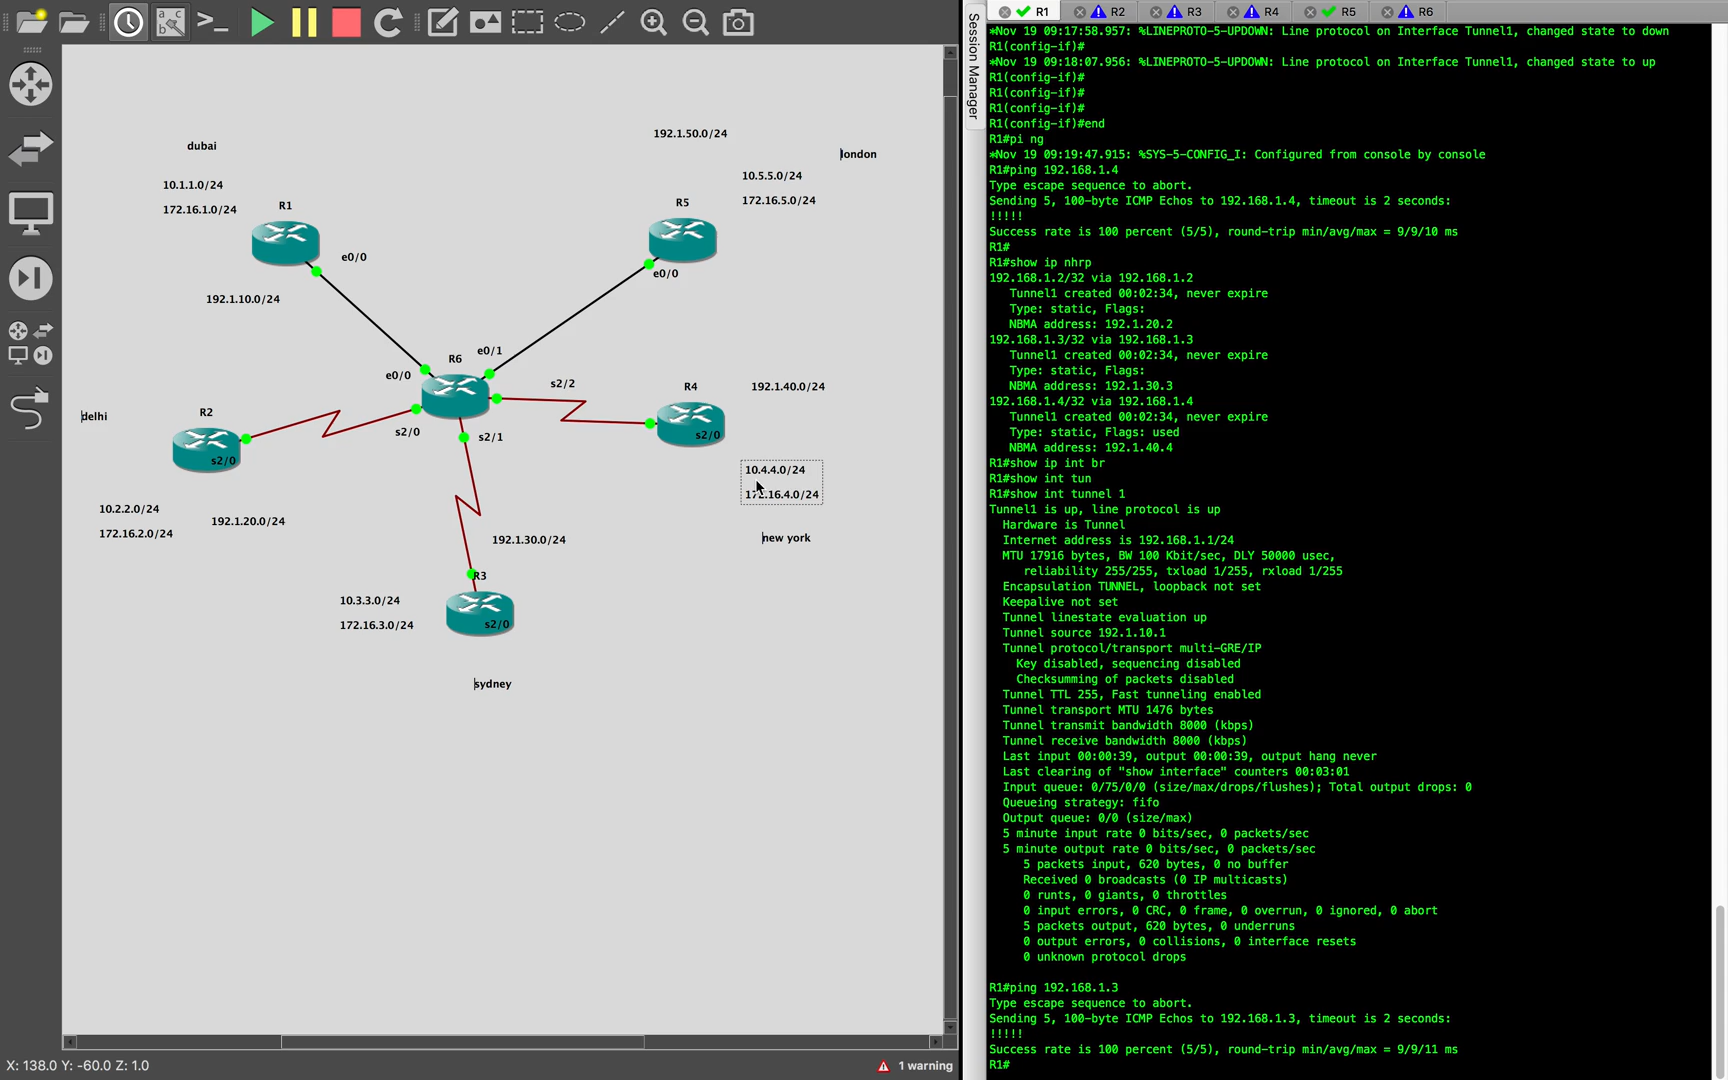 dubai
10.1.1.0/24
172.16.1.0/24
R1
e0/0
192.1.10.0/24
192.1.50.0/24
london
10.5.5.0/24
172.16.5.0/24
R5
e0/0
R6
e0/1
e0/0
s2/2
R4
192.1.40.0/24
delhi
R2
s2/0
s2/0
s2/1
s2/0
10.4.4.0/24
172.16.4.0/24
new york
10.2.2.0/24
192.1.20.0/24
172.16.2.0/24
192.1.30.0/24
R3
10.3.3.0/24
172.16.3.0/24
s2/0
sydney
X: 138.0 Y: -60.0 Z: 1.0
1 warning
Session Manager
R1 R2 R3 R4 R5 R6
*Nov 19 09:17:58.957: %LINEPROTO-5-UPDOWN: Line protocol on Interface Tunnel1, changed state to down
R1(config-if)#
*Nov 19 09:18:07.956: %LINEPROTO-5-UPDOWN: Line protocol on Interface Tunnel1, changed state to up
R1(config-if)#
R1(config-if)#
R1(config-if)#
R1(config-if)#end
R1#pi ng
*Nov 19 09:19:47.915: %SYS-5-CONFIG_I: Configured from console by console
R1#ping 192.168.1.4
Type escape sequence to abort.
Sending 5, 100-byte ICMP Echos to 192.168.1.4, timeout is 2 seconds:
!!!!!
Success rate is 100 percent (5/5), round-trip min/avg/max = 9/9/10 ms
R1#
R1#show ip nhrp
192.168.1.2/32 via 192.168.1.2
Tunnel1 created 00:02:34, never expire
Type: static, Flags:
NBMA address: 192.1.20.2
192.168.1.3/32 via 192.168.1.3
Tunnel1 created 00:02:34, never expire
Type: static, Flags:
NBMA address: 192.1.30.3
192.168.1.4/32 via 192.168.1.4
Tunnel1 created 00:02:34, never expire
Type: static, Flags: used
NBMA address: 192.1.40.4
R1#show ip int br
R1#show int tun
R1#show int tunnel 1
Tunnel1 is up, line protocol is up
Hardware is Tunnel
Internet address is 192.168.1.1/24
MTU 17916 bytes, BW 100 Kbit/sec, DLY 50000 usec,
reliability 255/255, txload 1/255, rxload 1/255
Encapsulation TUNNEL, loopback not set
Keepalive not set
Tunnel linestate evaluation up
Tunnel source 192.1.10.1
Tunnel protocol/transport multi-GRE/IP
Key disabled, sequencing disabled
Checksumming of packets disabled
Tunnel TTL 255, Fast tunneling enabled
Tunnel transport MTU 1476 bytes
Tunnel transmit bandwidth 8000 (kbps)
Tunnel receive bandwidth 8000 (kbps)
Last input 00:00:39, output 00:00:39, output hang never
Last clearing of "show interface" counters 00:03:01
Input queue: 0/75/0/0 (size/max/drops/flushes); Total output drops: 0
Queueing strategy: fifo
Output queue: 0/0 (size/max)
5 minute input rate 0 bits/sec, 0 packets/sec
5 minute output rate 0 bits/sec, 0 packets/sec
5 packets input, 620 bytes, 0 no buffer
Received 0 broadcasts (0 IP multicasts)
0 runts, 0 giants, 0 throttles
0 input errors, 0 CRC, 0 frame, 0 overrun, 0 ignored, 0 abort
5 packets output, 620 bytes, 0 underruns
0 output errors, 0 collisions, 0 interface resets
0 unknown protocol drops
R1#ping 192.168.1.3
Type escape sequence to abort.
Sending 5, 100-byte ICMP Echos to 192.168.1.3, timeout is 2 seconds:
!!!!!
Success rate is 100 percent (5/5), round-trip min/avg/max = 9/9/11 ms
R1#